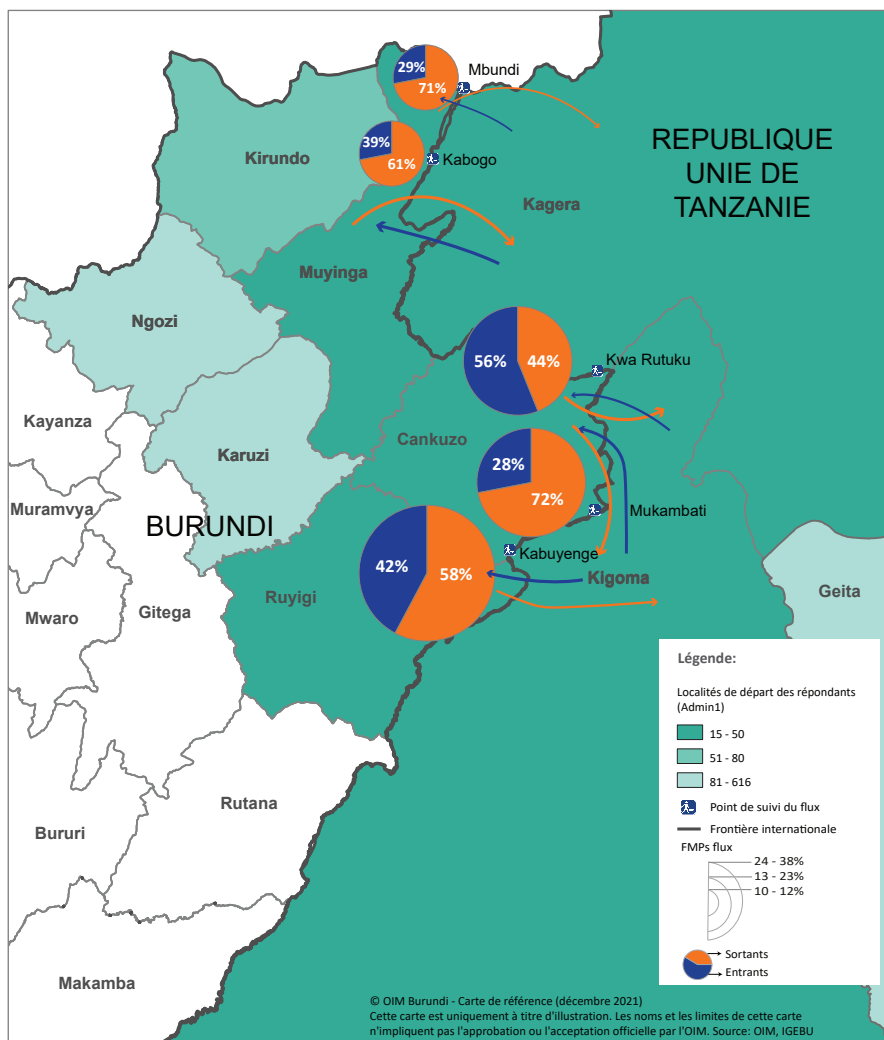 29%
71%
Mbundi
39%
61%
Kabogo
Kirundo
REPUBLIQUE
UNIE DE
TANZANIE
Kagera
Muyinga
Ngozi
56%
44%
Kwa Rutuku
Kayanza
Cankuzo
Karuzi
28%
72%
Muramvya
BURUNDI
Mukambati
Kabuyenge
42%
58%
Kigoma
Ruyigi
Geita
Mwaro
Gitega
Rutana
Bururi
Makamba
Légende:
Localités de départ des répondants
(Admin1)
15 - 50
51 - 80
81 - 616
Point de suivi du flux
Frontière internationale
FMPs flux
24 - 38%
13 - 23%
10 - 12%
Sortants
Entrants
© OIM Burundi - Carte de référence (décembre 2021)
Cette carte est uniquement à titre d'illustration. Les noms et les limites de cette carte
n'impliquent pas l'approbation ou l'acceptation officielle par l'OIM. Source: OIM, IGEBU